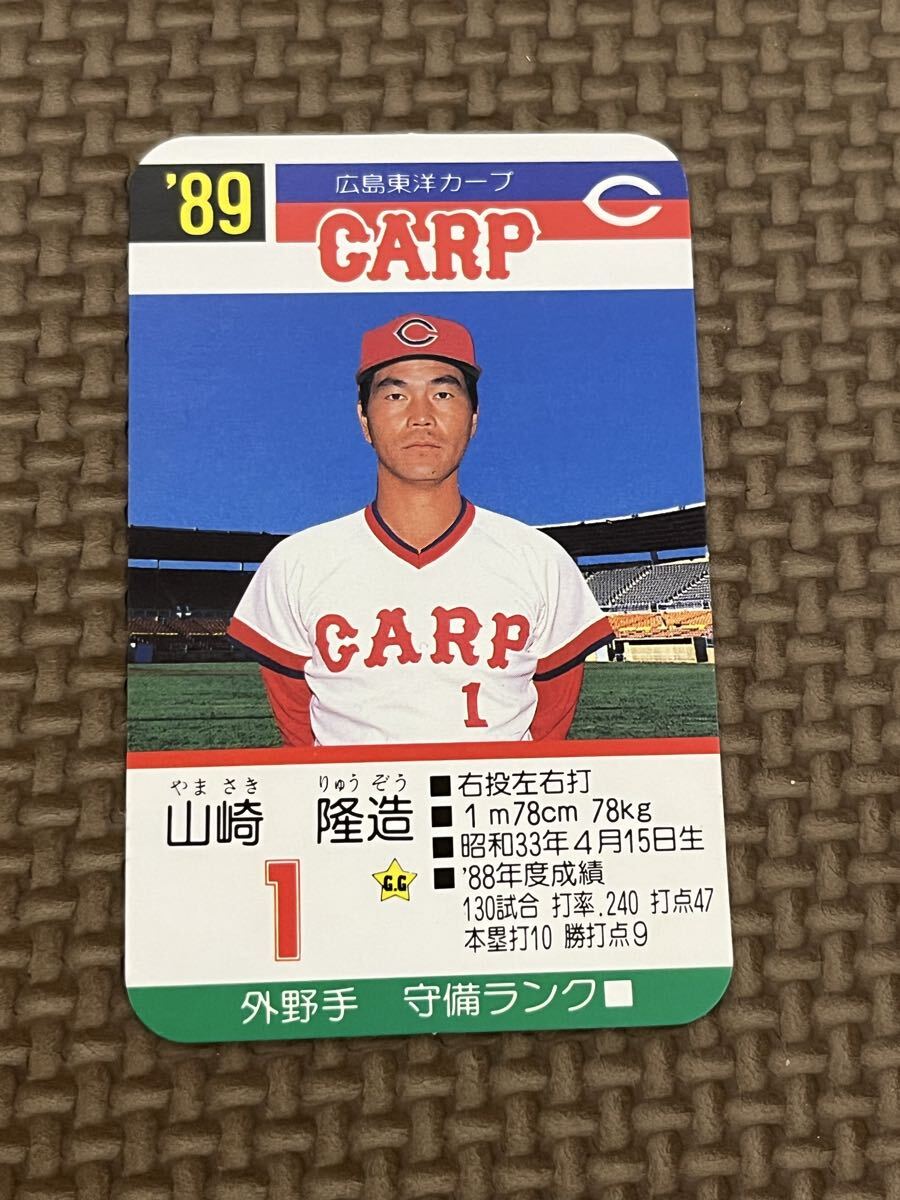 '89
広島東洋カープ
C
CARP
C
CARP
1
やま さき りゅう ぞう
山崎 隆造
1
G.G
■右投左右打
■1m78cm 78kg
■昭和33年4月15日生
■'88年度成績
130試合 打率.240 打点47
本塁打10 勝打点9
外野手 守備ランク■